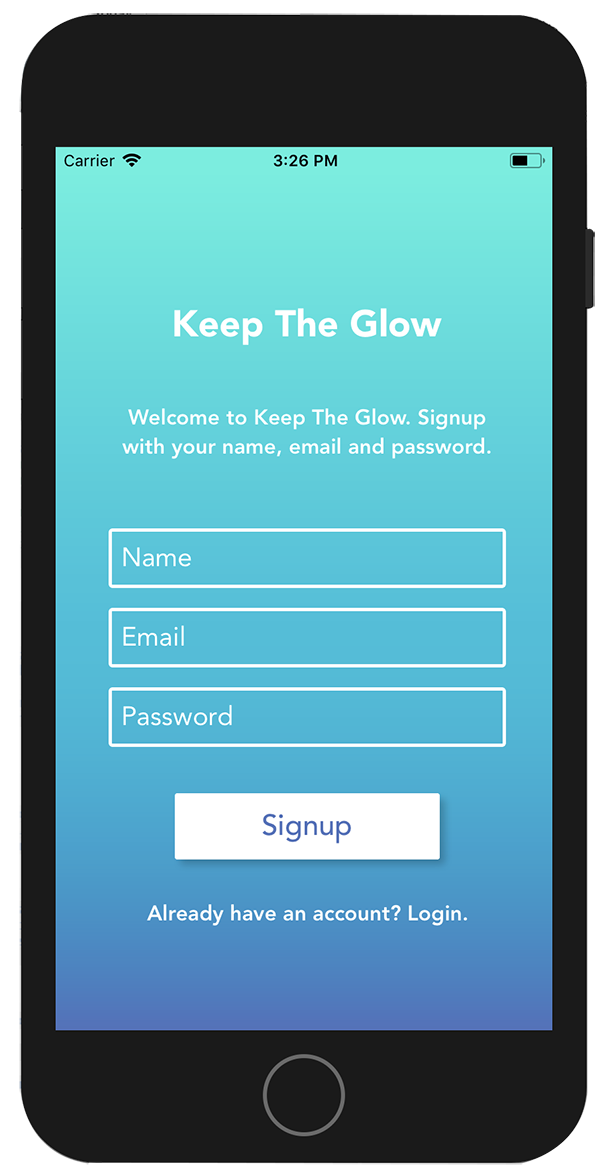 Carrier 3:26 PM
Keep The Glow
Welcome to Keep The Glow. Signup
with your name, email and password.
Name
Email
Password
Signup
Already have an account? Login.